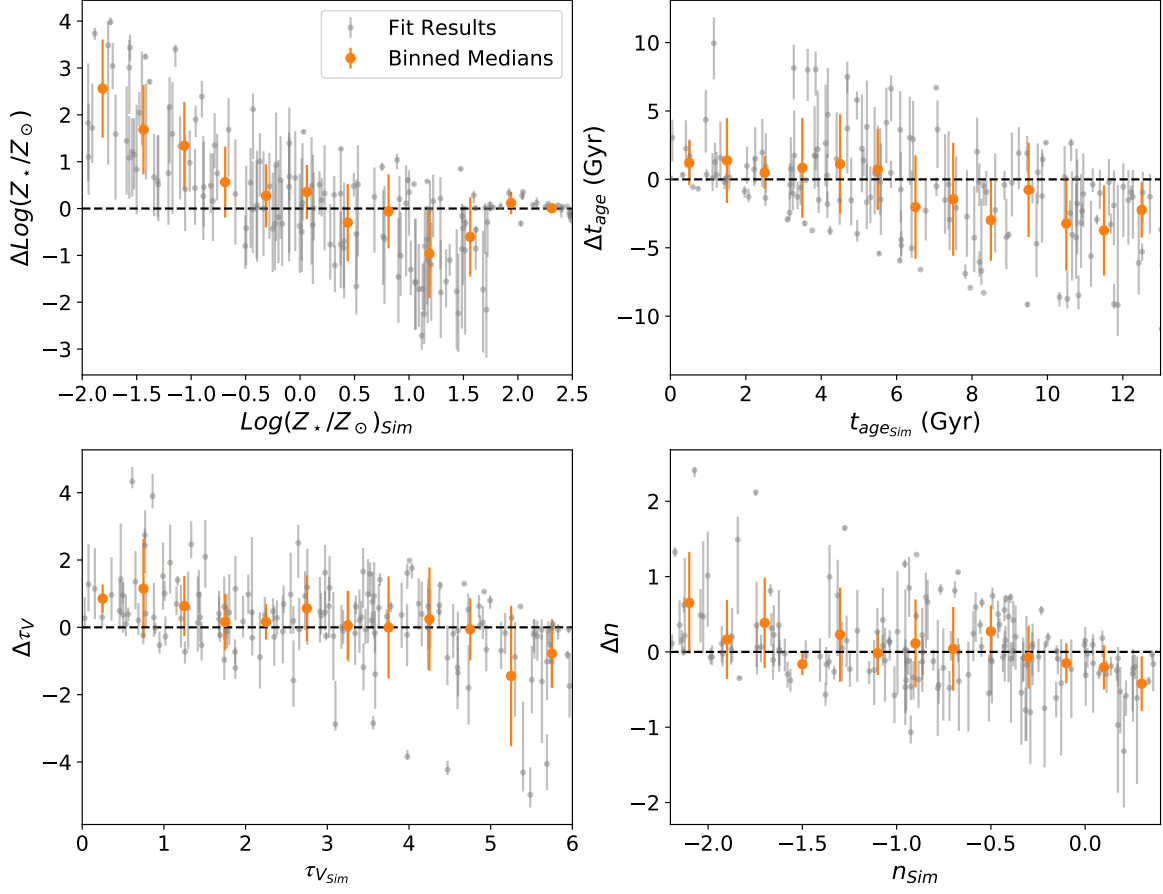 4
3
2
1
0
−1
−2
−3
ΔLog(Z⋆/Z⊙)
Fit Results
Binned Medians
−2.0 −1.5 −1.0 −0.5 0.0 0.5 1.0 1.5 2.0 2.5
Log(Z⋆/Z⊙)Sim
10
5
0
−5
−10
Δtage (Gyr)
0 2 4 6 8 10 12
tageSim (Gyr)
4
2
0
−2
−4
ΔτV
0 1 2 3 4 5 6
τVSim
2
1
0
−1
−2
Δn
−2.0 −1.5 −1.0 −0.5 0.0
nSim